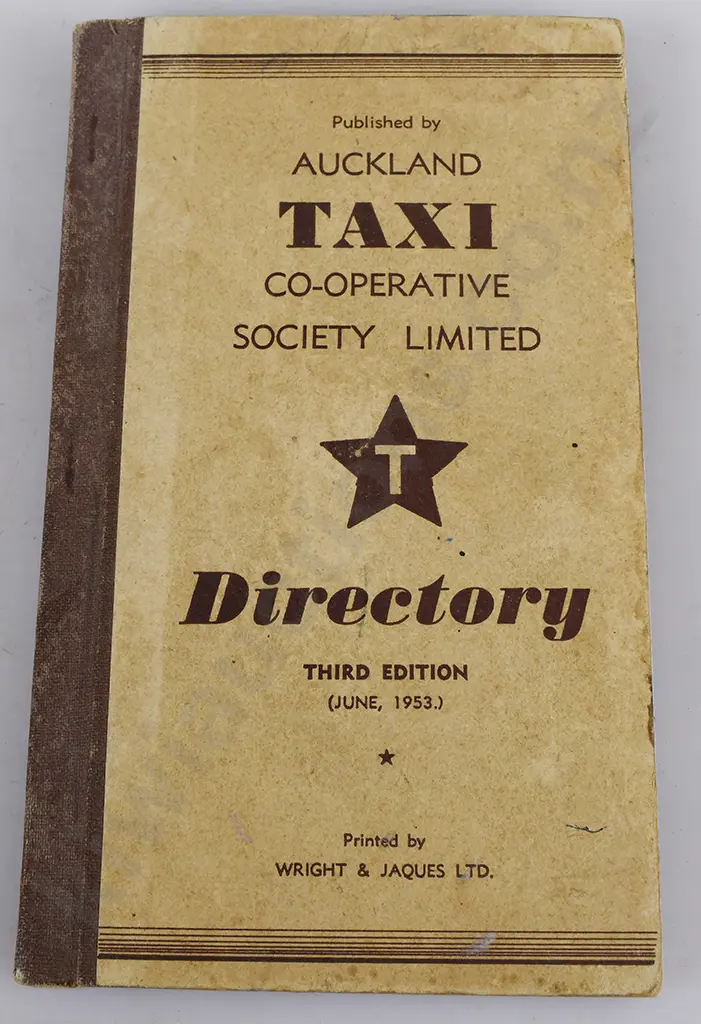 Published by
AUCKLAND
TAXI
CO-OPERATIVE
SOCIETY LIMITED
T
Directory
THIRD EDITION
(JUNE, 1953.)
Printed by
WRIGHT & JAQUES LTD.